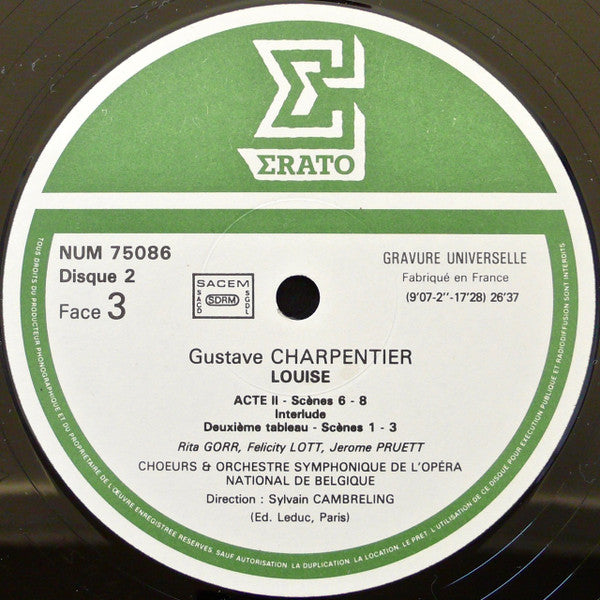 ΣRATO
NUM 75086
Disque 2
Face 3
SACEM
SACD
SDRM
SGDL
GRAVURE UNIVERSELLE
Fabriqué en France
(9'07-2''-17'28) 26'37
Gustave CHARPENTIER
LOUISE
ACTE II - Scènes 6 - 8
Interlude
Deuxième tableau - Scènes 1 - 3
Rita GORR, Felicity LOTT, Jerome PRUETT
CHOEURS & ORCHESTRE SYMPHONIQUE DE L'OPÉRA
NATIONAL DE BELGIQUE
Direction : Sylvain CAMBRELING
(Ed. Leduc, Paris)
TOUS DROITS DU PRODUCTEUR PHONOGRAPHIQUE ET DU PROPRIETAIRE DE L'ŒUVRE ENREGISTREE RESERVES. SAUF AUTORISATION. LA DUPLICATION. LA LOCATION. LE PRET. L'UTILISATION DE CE DISQUE POUR EXECUTION PUBLIQUE ET RADIODIFFUSION SONT INTERDITS